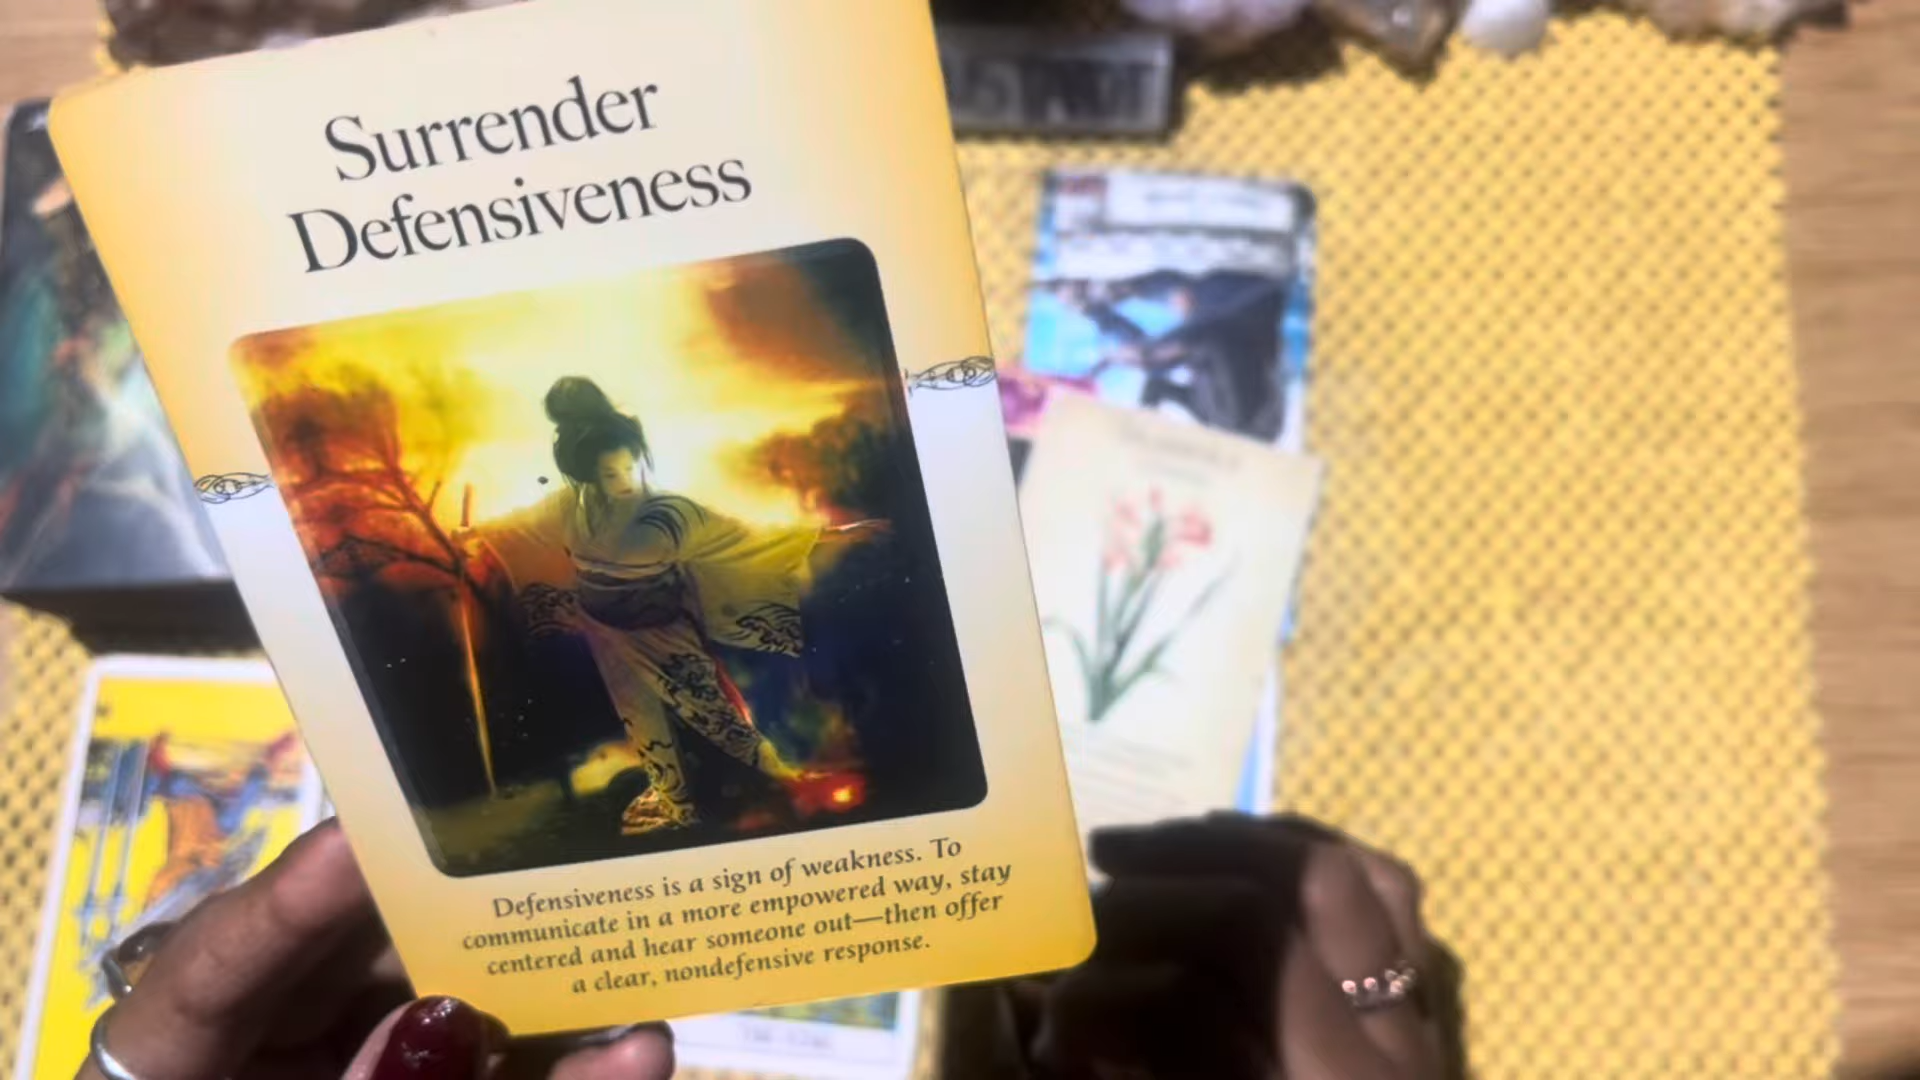 Surrender
Defensiveness
Defensiveness is a sign of weakness. To
communicate in a more empowered way, stay
centered and hear someone out—then offer
a clear, nondefensive response.